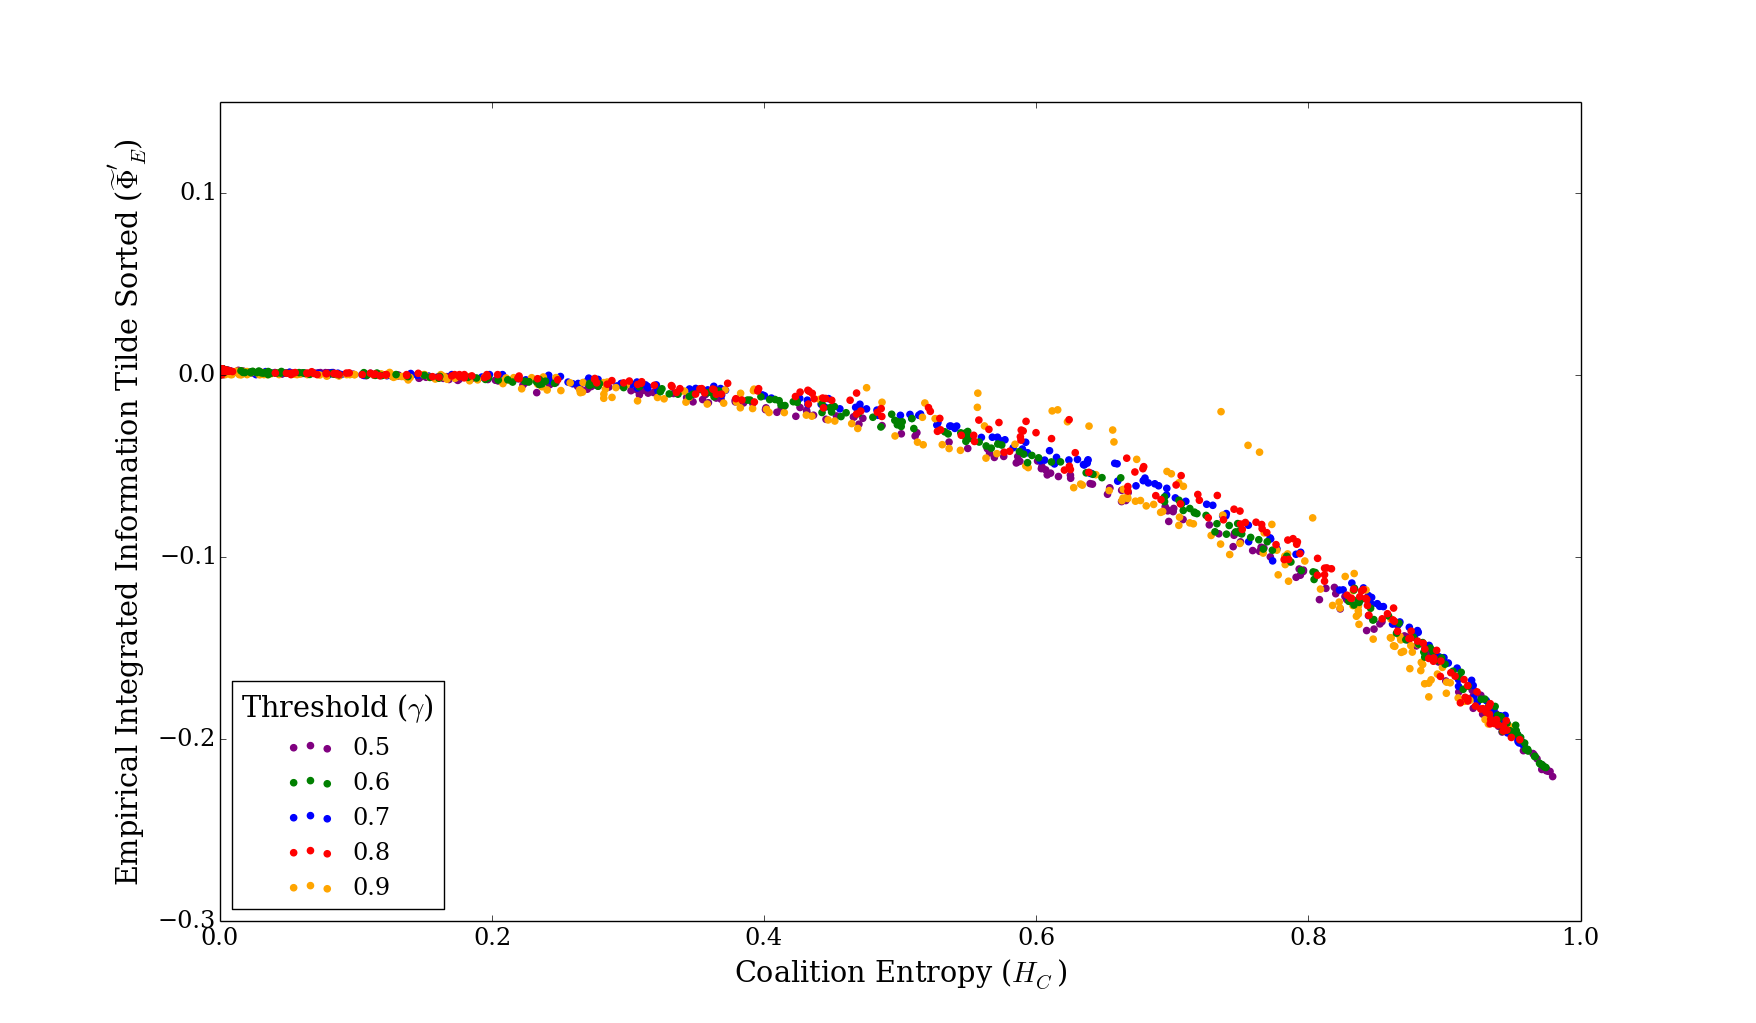 Empirical Integrated Information Tilde Sorted (Φ̃′_E)
0.1
0.0
−0.1
−0.2
−0.3
Threshold (γ)
0.5
0.6
0.7
0.8
0.9
0.0 0.2 0.4 0.6 0.8 1.0
Coalition Entropy (H_C)